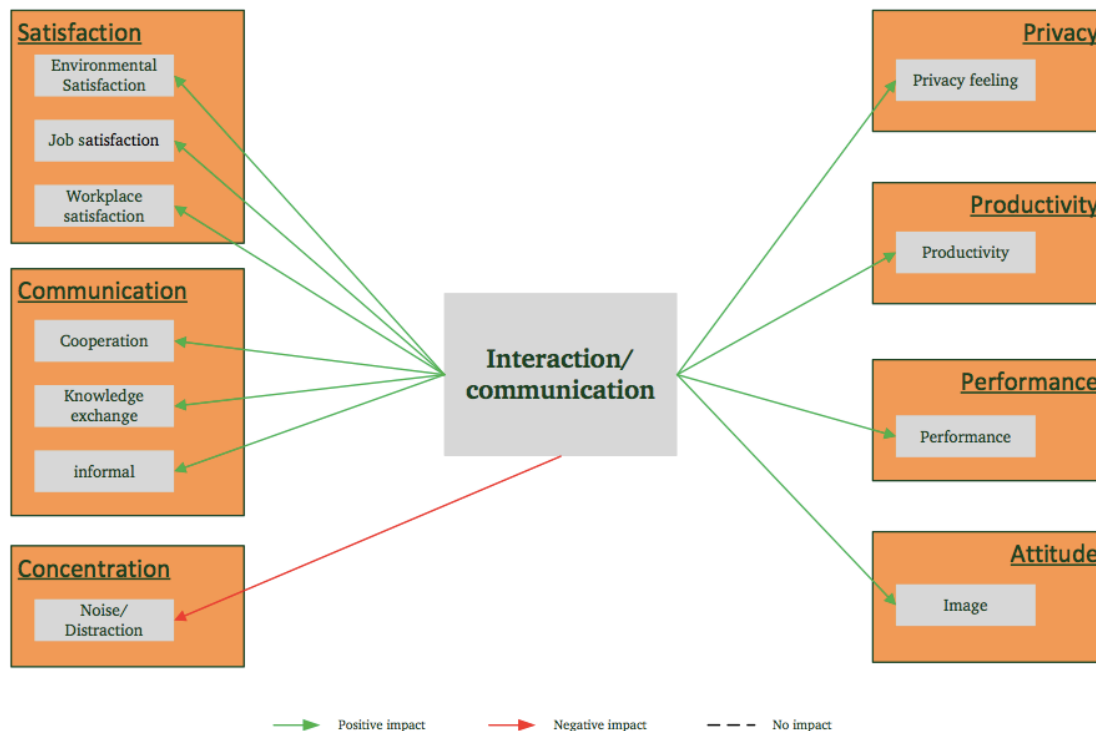 Satisfaction
Environmental
Satisfaction
Job satisfaction
Workplace
satisfaction
Communication
Cooperation
Knowledge
exchange
informal
Concentration
Noise/
Distraction
Interaction/
communication
Privacy
Privacy feeling
Productivity
Productivity
Performance
Performance
Attitude
Image
Positive impact
Negative impact
No impact